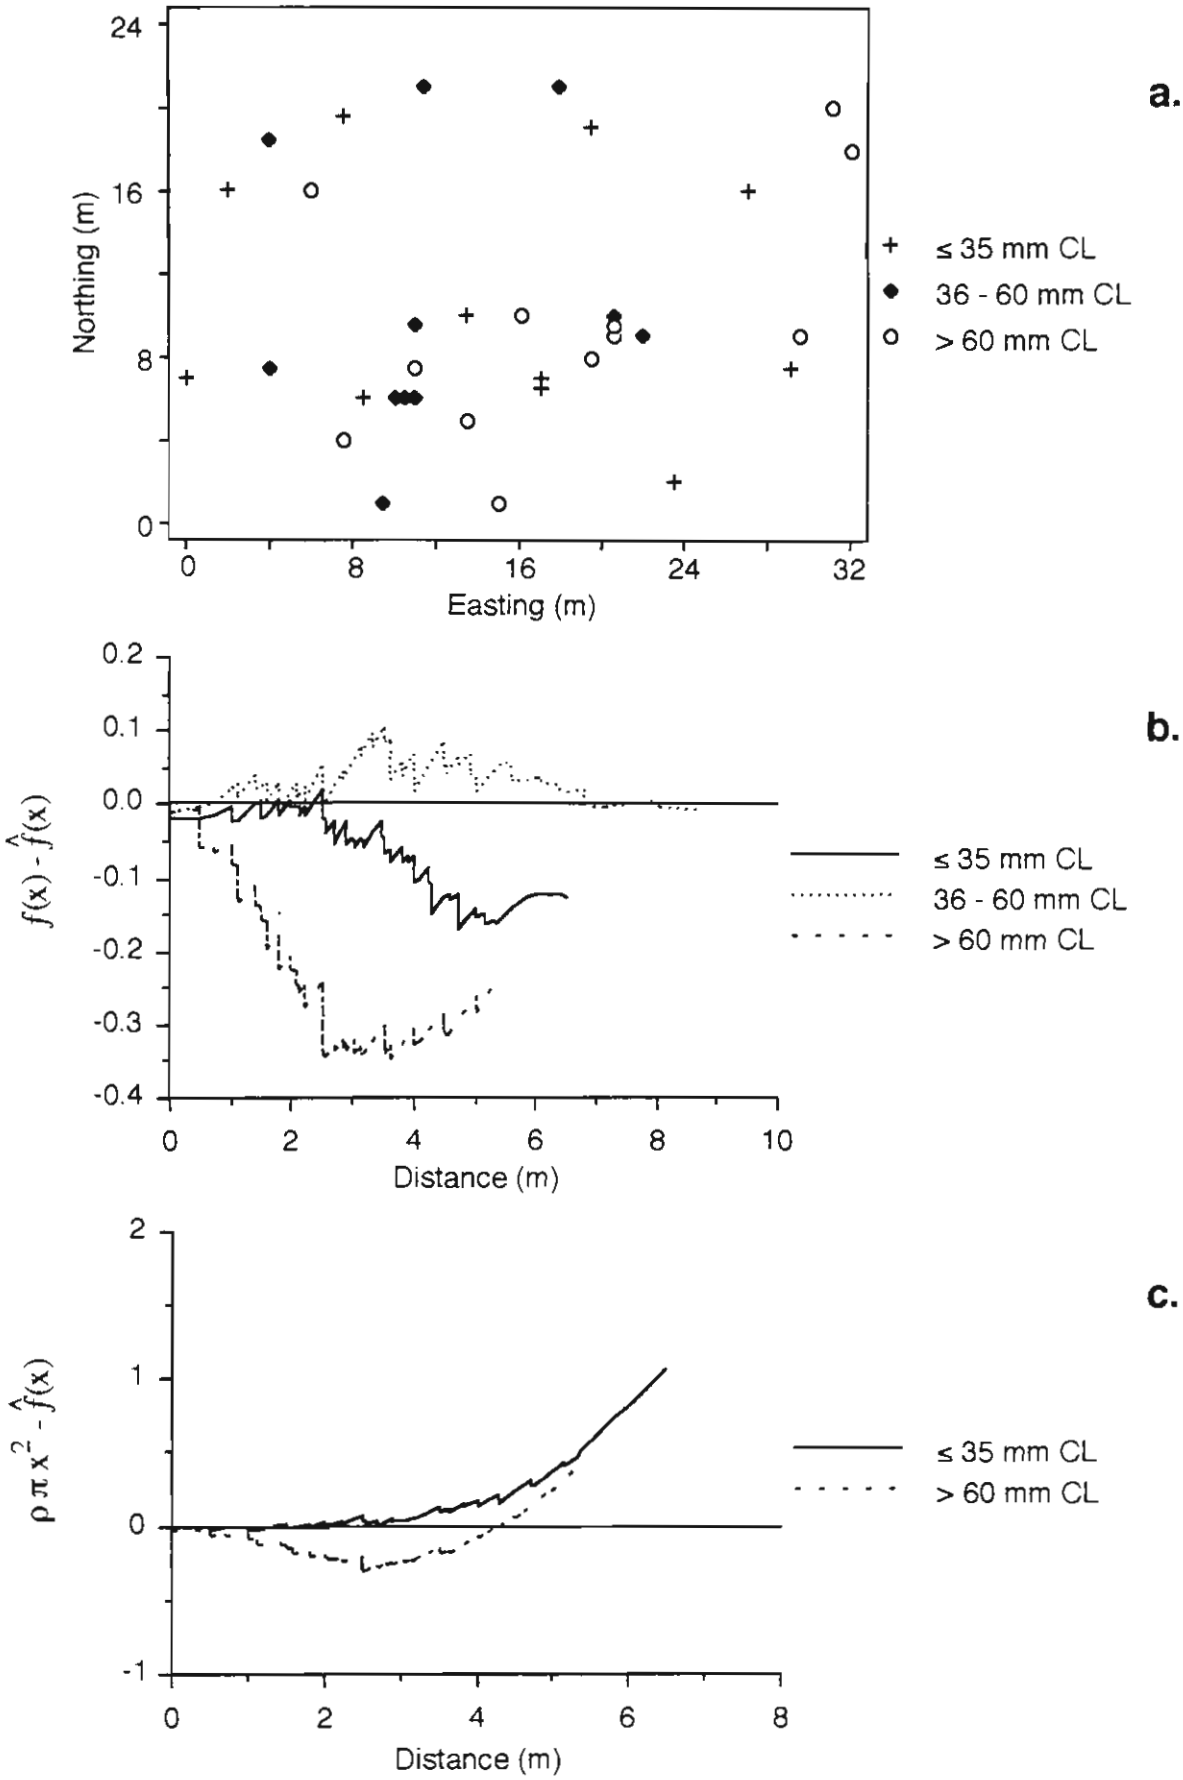 a.
24
16
8
0
Northing (m)
0 8 16 24 32
Easting (m)
≤ 35 mm CL
36 - 60 mm CL
> 60 mm CL
b.
0.2
0.1
0.0
-0.1
-0.2
-0.3
-0.4
f(x) - f̂(x)
0 2 4 6 8 10
Distance (m)
≤ 35 mm CL
36 - 60 mm CL
> 60 mm CL
c.
2
1
0
-1
ρ π x² - f̂(x)
0 2 4 6 8
Distance (m)
≤ 35 mm CL
> 60 mm CL